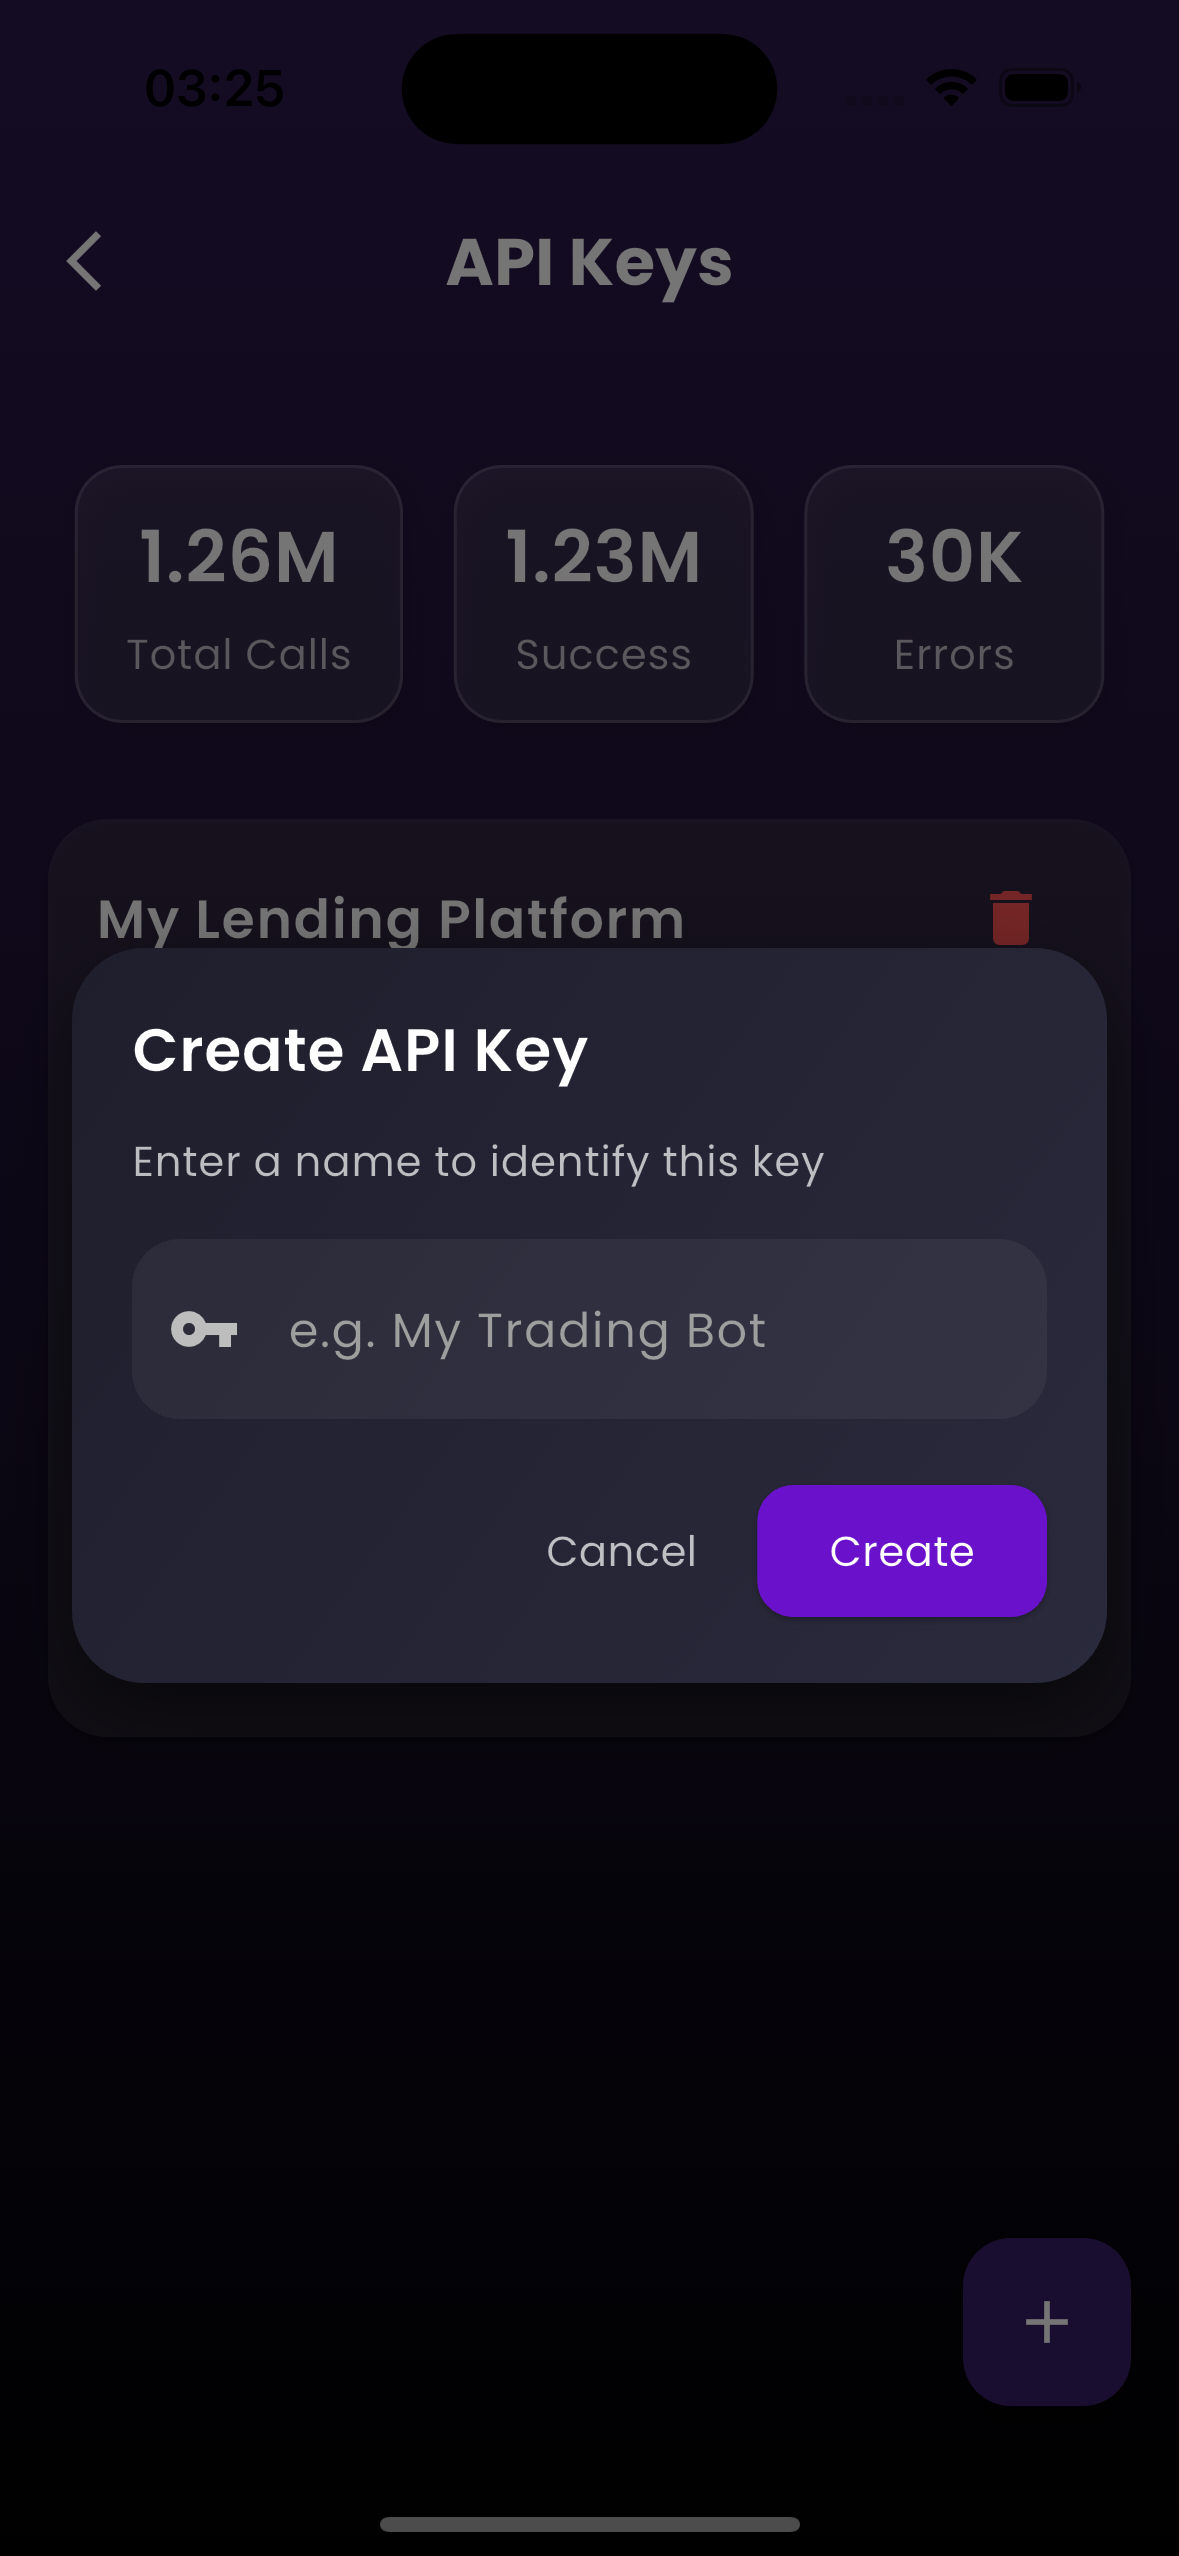 03:25
API Keys
1.26M
Total Calls
1.23M
Success
30K
Errors
My Lending Platform
Create API Key
Enter a name to identify this key
e.g. My Trading Bot
Cancel
Create